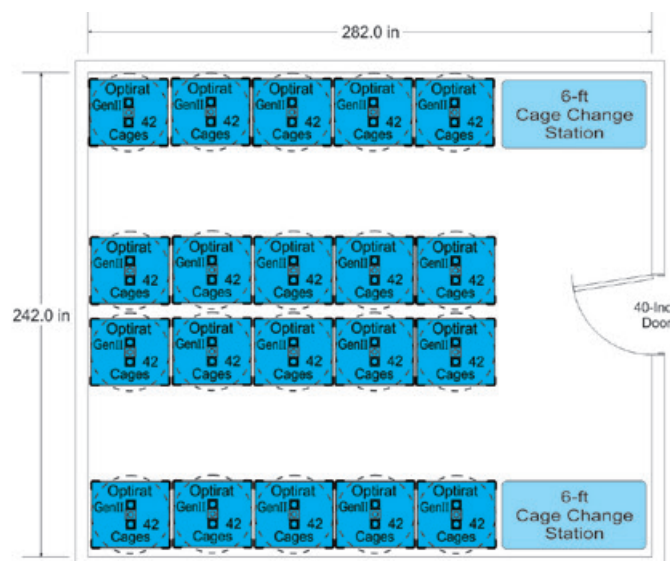 282.0 in
Optirat
GenII
42
Cages
Optirat
GenII
42
Cages
Optirat
GenII
42
Cages
Optirat
GenII
42
Cages
Optirat
GenII
42
Cages
6-ft
Cage Change
Station
Optirat
GenII
42
Cages
Optirat
GenII
42
Cages
Optirat
GenII
42
Cages
Optirat
GenII
42
Cages
Optirat
GenII
42
Cages
242.0 in
40-Inc
Door
Optirat
GenII
42
Cages
Optirat
GenII
42
Cages
Optirat
GenII
42
Cages
Optirat
GenII
42
Cages
Optirat
GenII
42
Cages
Optirat
GenII
42
Cages
Optirat
GenII
42
Cages
Optirat
GenII
42
Cages
Optirat
GenII
42
Cages
Optirat
GenII
42
Cages
6-ft
Cage Change
Station